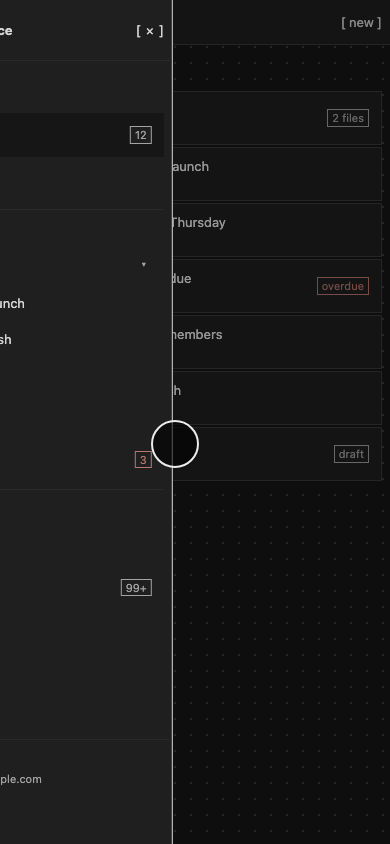 ce [ × ] [ new ]
12 2 files
aunch
Thursday
▾ due overdue
unch
nembers
sh
h
3 draft
99+
ple.com